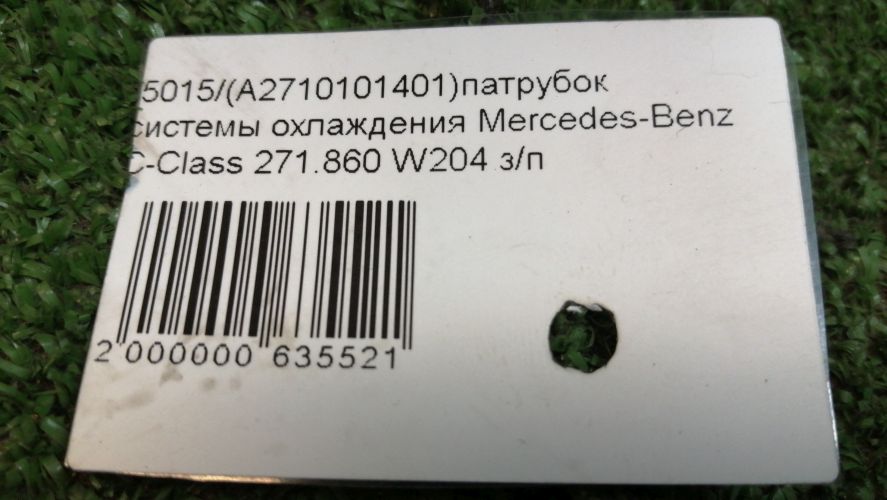 5015/(A2710101401)патрубок
системы охлаждения Mercedes-Benz
C-Class 271.860 W204 з/п
2 000000 635521